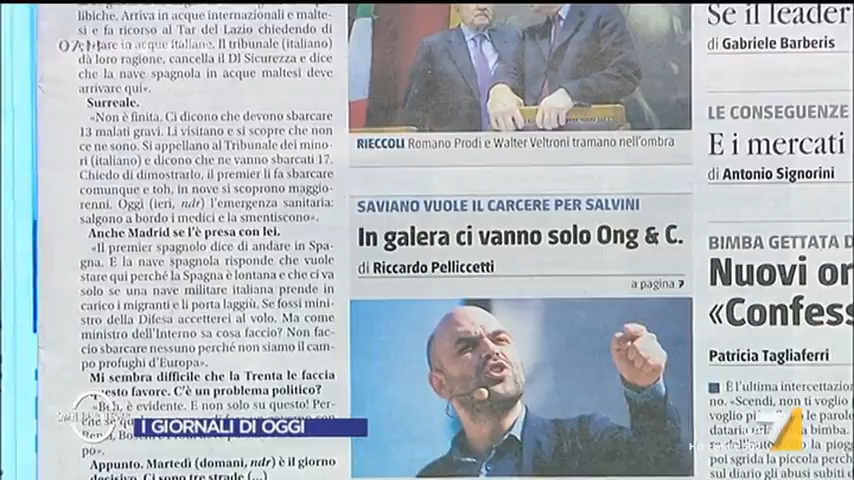 libiche. Arriva in acque internazionali e malte-
si e fa ricorso al Tar del Lazio chiedendo di
in acque italiane. Il tribunale (italiano)
dà loro ragione, cancella il Dl Sicurezza e dice
che la nave spagnola in acque maltesi deve
arrivare qui».
Surreale.
«Non è finita. Ci dicono che devono sbarcare
13 malati gravi. Li visitano e si scopre che non
ce ne sono. Si appellano al Tribunale dei mino-
ri (italiano) e dicono che ne vanno sbarcati 17.
Chiedo di dimostrarlo, il premier li fa sbarcare
comunque e toh, in nove si scoprono maggio-
renni. Oggi (ieri, ndr) l'emergenza sanitaria:
salgono a bordo i medici e la smentiscono».
Anche Madrid se l'è presa con lei.
«Il premier spagnolo dice di andare in Spa-
gna. E la nave spagnola risponde che vuole
stare qui perché la Spagna è lontana e che ci va
solo se una nave militare italiana prende in
carico i migranti e li porta laggiù. Se fossi mini-
stro della Difesa accetterei al volo. Ma come
ministro dell'Interno sa cosa faccio? Non fac-
cio sbarcare nessuno perché non siamo il cam-
po profughi d'Europa».
Mi sembra difficile che la Trenta le faccia
questo favore. C'è un problema politico?
«Beh, è evidente. E non solo su questo! Per-
po».
Appunto. Martedì (domani, ndr) è il giorno
decisivo. Ci sono tre strade (...)
RIECCOLI Romano Prodi e Walter Veltroni tramano nell'ombra
SAVIANO VUOLE IL CARCERE PER SALVINI
In galera ci vanno solo Ong & C.
di Riccardo Pelliccetti
a pagina 7
Se il leader
di Gabriele Barberis
LE CONSEGUENZE
E i mercati
di Antonio Signorini
BIMBA GETTATA D
Nuovi or
«Confess
Patricia Tagliaferri
È l'ultima intercettazion
no. «Scendi, non ti voglio p
voglio
le parole
dataria
bimba.
la piog
poi sgrida la piccola perch
sugli abusi subiti d
I GIORNALI DI OGGI
7